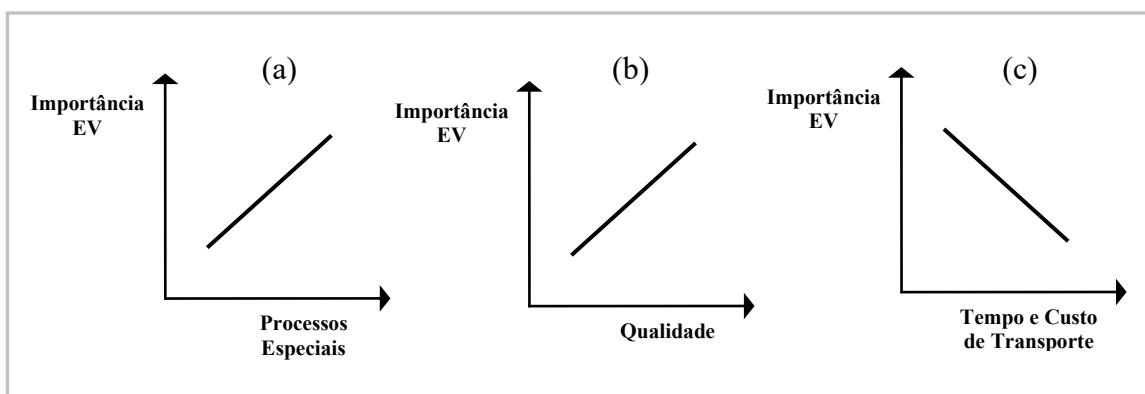 (a)
Importância
EV
Processos
Especiais
(b)
Importância
EV
Qualidade
(c)
Importância
EV
Tempo e Custo
de Transporte